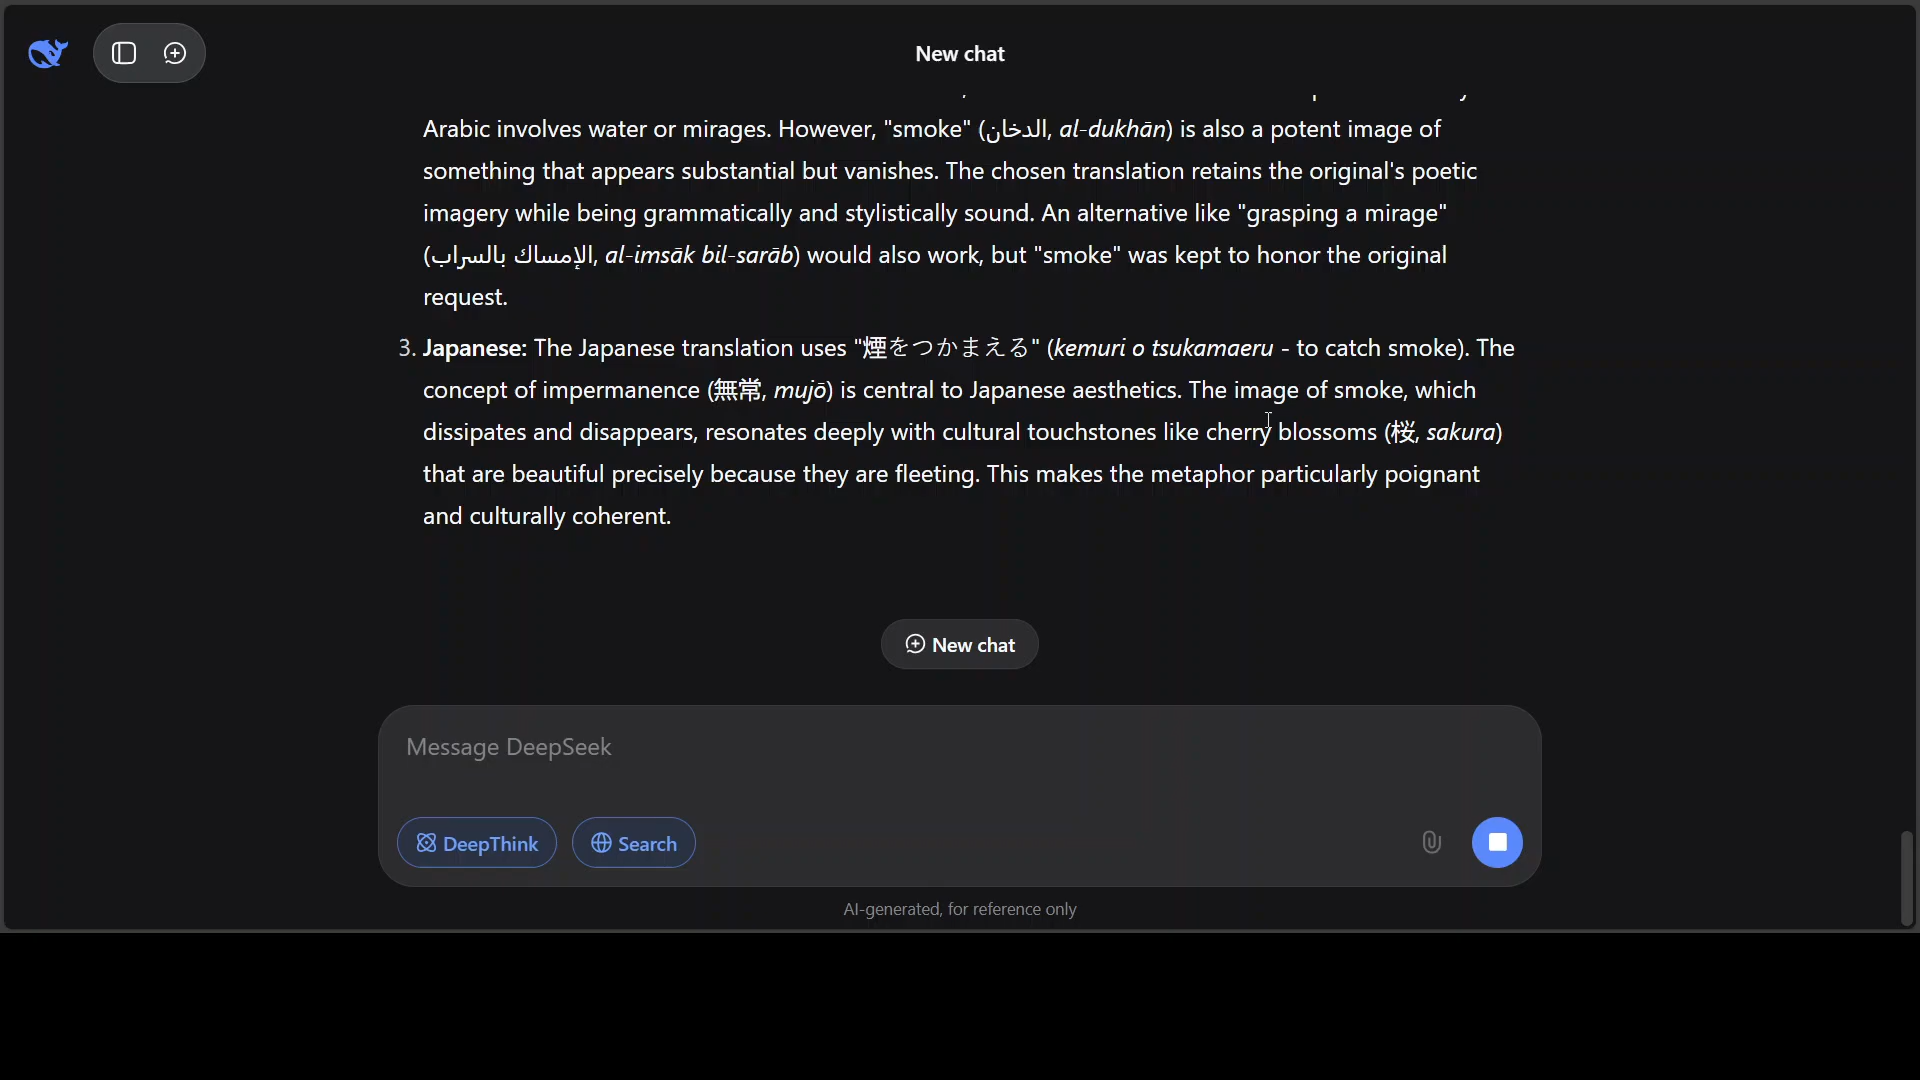 New chat
Arabic involves water or mirages. However, "smoke" (الدخان, al-dukhān) is also a potent image of
something that appears substantial but vanishes. The chosen translation retains the original's poetic
imagery while being grammatically and stylistically sound. An alternative like "grasping a mirage"
(الإمساك بالسراب, al-imsāk bil-sarāb) would also work, but "smoke" was kept to honor the original
request.
3. Japanese: The Japanese translation uses "煙をつかまえる" (kemuri o tsukamaeru - to catch smoke). The
concept of impermanence (無常, mujō) is central to Japanese aesthetics. The image of smoke, which
dissipates and disappears, resonates deeply with cultural touchstones like cherry blossoms (桜, sakura)
that are beautiful precisely because they are fleeting. This makes the metaphor particularly poignant
and culturally coherent.
New chat
Message DeepSeek
DeepThink
Search
AI-generated, for reference only